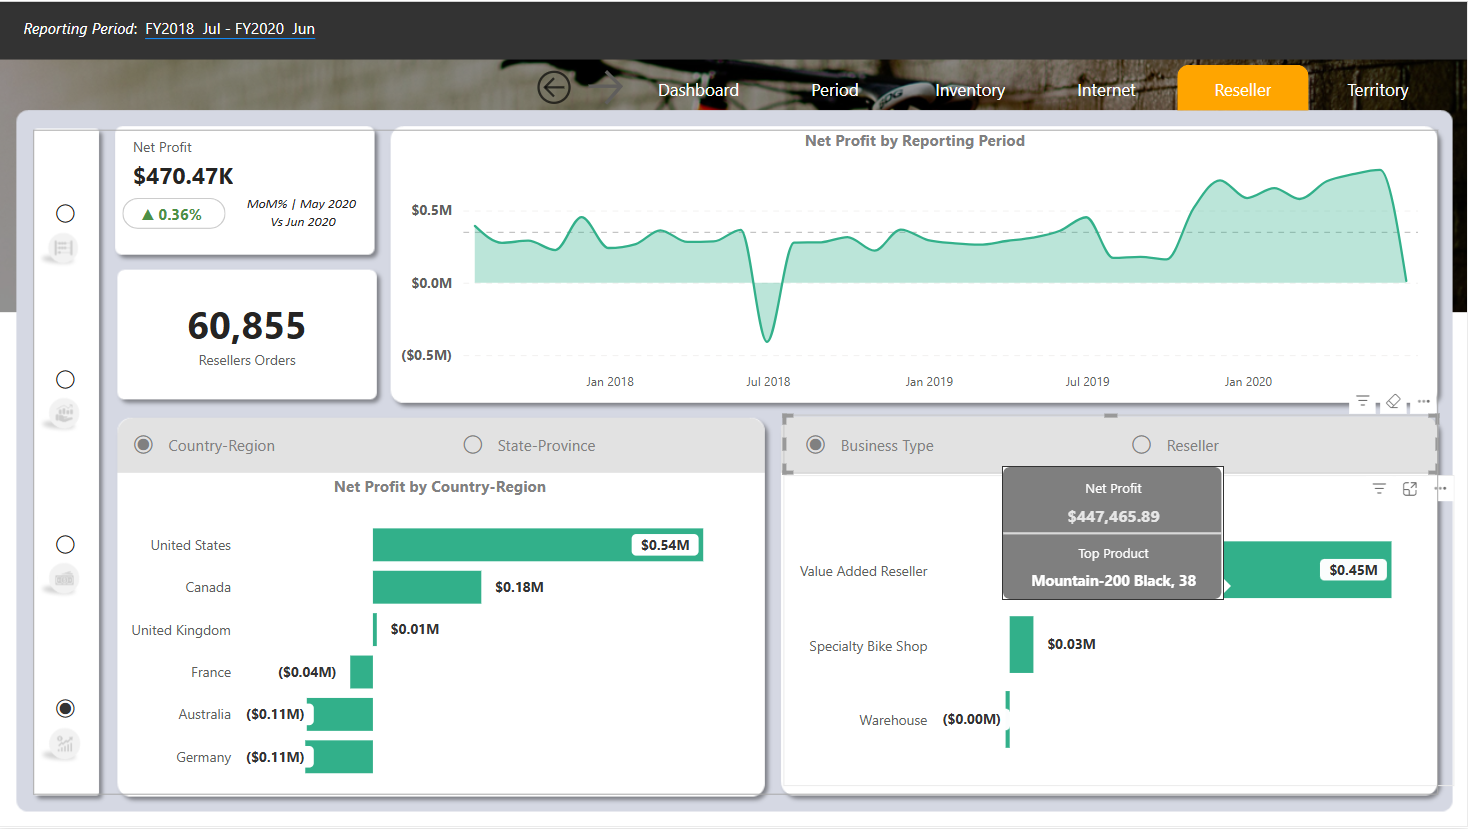 Reporting Period: FY2018 Jul - FY2020 Jun
Dashboard Period Inventory Internet Reseller Territory
Net Profit
$470.47K
▲ 0.36%
MoM% | May 2020
Vs Jun 2020
60,855
Resellers Orders
Net Profit by Reporting Period
$0.5M
$0.0M
($0.5M)
Jan 2018 Jul 2018 Jan 2019 Jul 2019 Jan 2020
Country-Region State-Province
Net Profit by Country-Region
United States $0.54M
Canada $0.18M
United Kingdom $0.01M
France ($0.04M)
Australia ($0.11M)
Germany ($0.11M)
Business Type Reseller
Net Profit
$447,465.89
Top Product
Mountain-200 Black, 38
Value Added Reseller $0.45M
Specialty Bike Shop $0.03M
Warehouse ($0.00M)